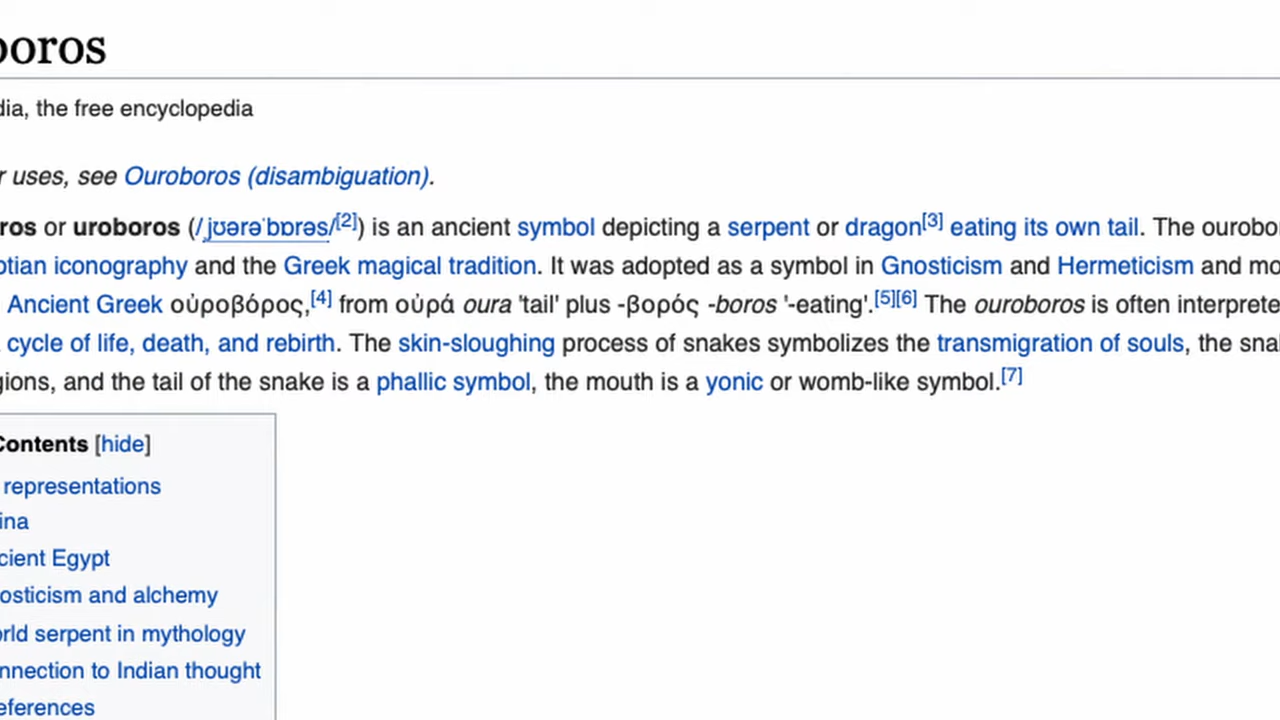 boros
dia, the free encyclopedia
r uses, see Ouroboros (disambiguation).
ros or uroboros (/ˌjʊərəˈbɒrəs/[2]) is an ancient symbol depicting a serpent or dragon[3] eating its own tail. The ourobo
ptian iconography and the Greek magical tradition. It was adopted as a symbol in Gnosticism and Hermeticism and mo
Ancient Greek οὐροβόρος,[4] from οὐρά oura 'tail' plus -βορός -boros '-eating'.[5][6] The ouroboros is often interprete
cycle of life, death, and rebirth. The skin-sloughing process of snakes symbolizes the transmigration of souls, the sna
gions, and the tail of the snake is a phallic symbol, the mouth is a yonic or womb-like symbol.[7]
Contents [hide]
representations
ina
cient Egypt
osticism and alchemy
orld serpent in mythology
nnection to Indian thought
eferences